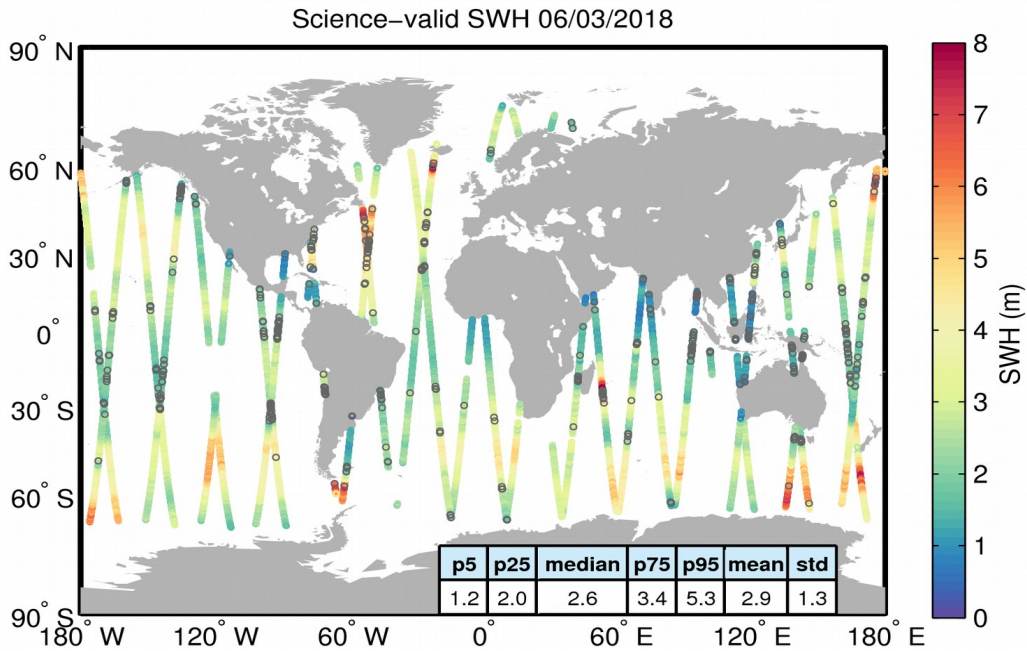 Science−valid SWH 06/03/2018
90° N
60° N
30° N
0°
30° S
60° S
90° S
180° W
120° W
60° W
0°
60° E
120° E
180° E
p5 p25 median p75 p95 mean std
1.2 2.0 2.6 3.4 5.3 2.9 1.3
8
7
6
5
4
3
2
1
0
SWH (m)